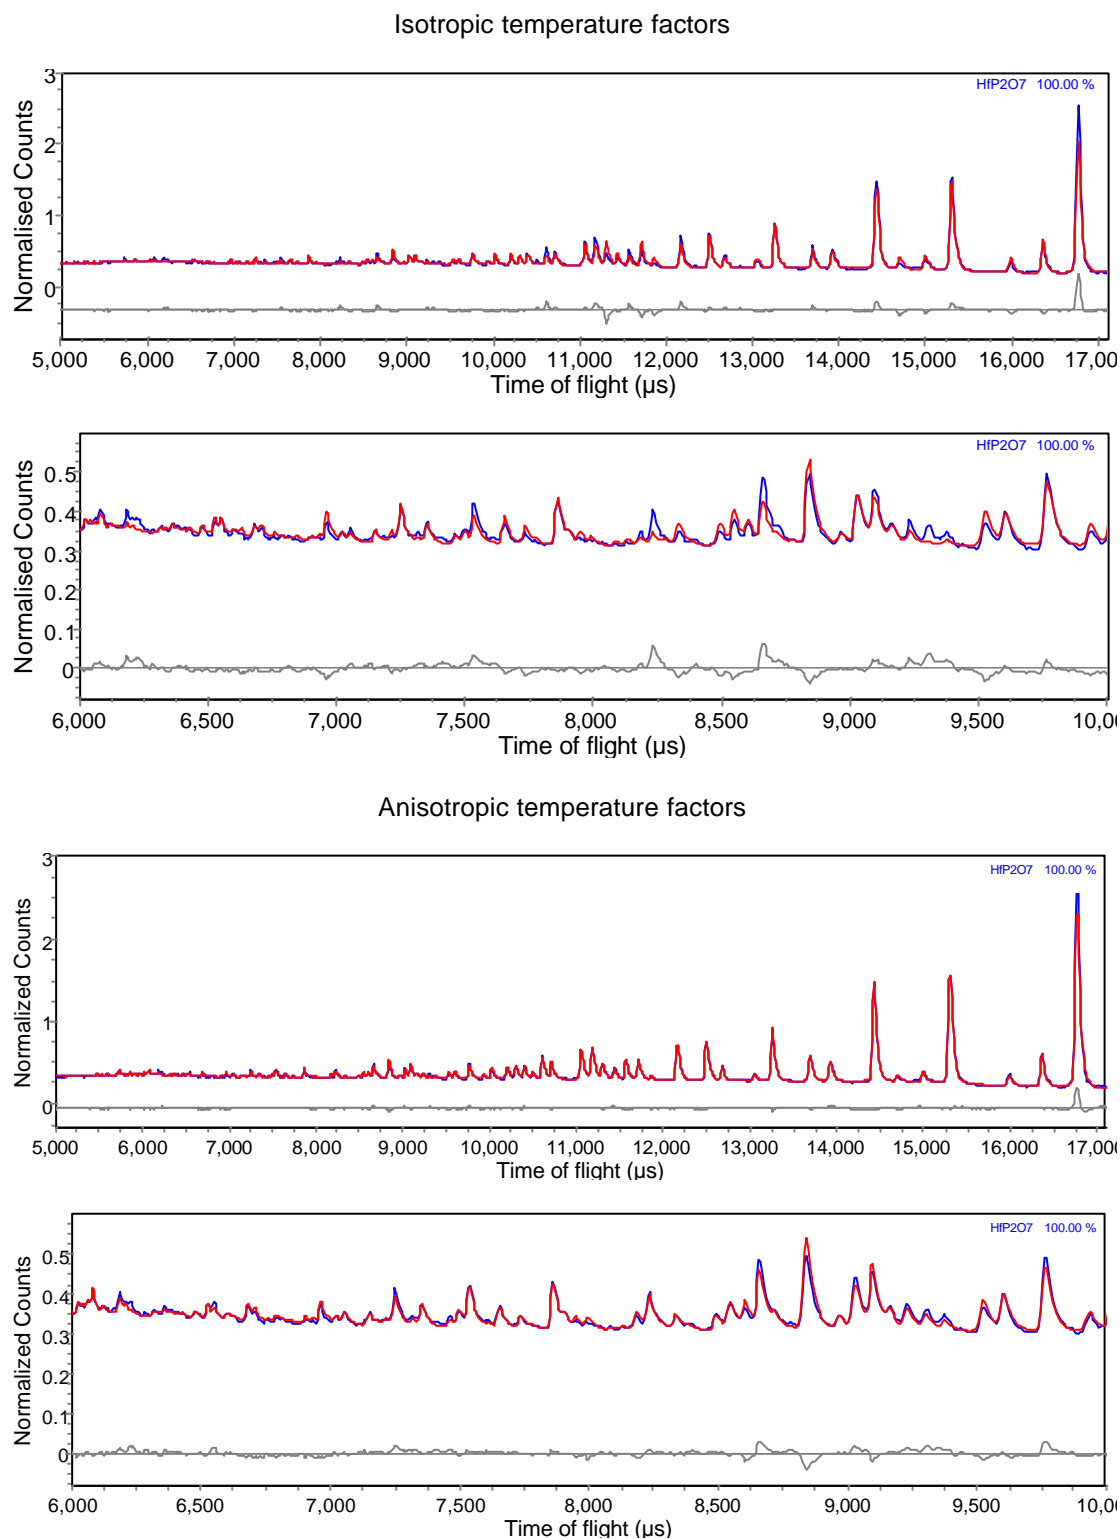 Isotropic temperature factors
HfP2O7 100.00 %
Normalised Counts
3
2
1
0
5,000 6,000 7,000 8,000 9,000 10,000 11,000 12,000 13,000 14,000 15,000 16,000 17,000
Time of flight (µs)
HfP2O7 100.00 %
Normalised Counts
0.5
0.4
0.3
0.2
0.1
0
6,000 6,500 7,000 7,500 8,000 8,500 9,000 9,500 10,00
Time of flight (µs)
Anisotropic temperature factors
HfP2O7 100.00 %
Normalized Counts
3
2
1
0
5,000 6,000 7,000 8,000 9,000 10,000 11,000 12,000 13,000 14,000 15,000 16,000 17,000
Time of flight (µs)
HfP2O7 100.00 %
Normalized Counts
0.5
0.4
0.3
0.2
0.1
0
6,000 6,500 7,000 7,500 8,000 8,500 9,000 9,500 10,00
Time of flight (µs)